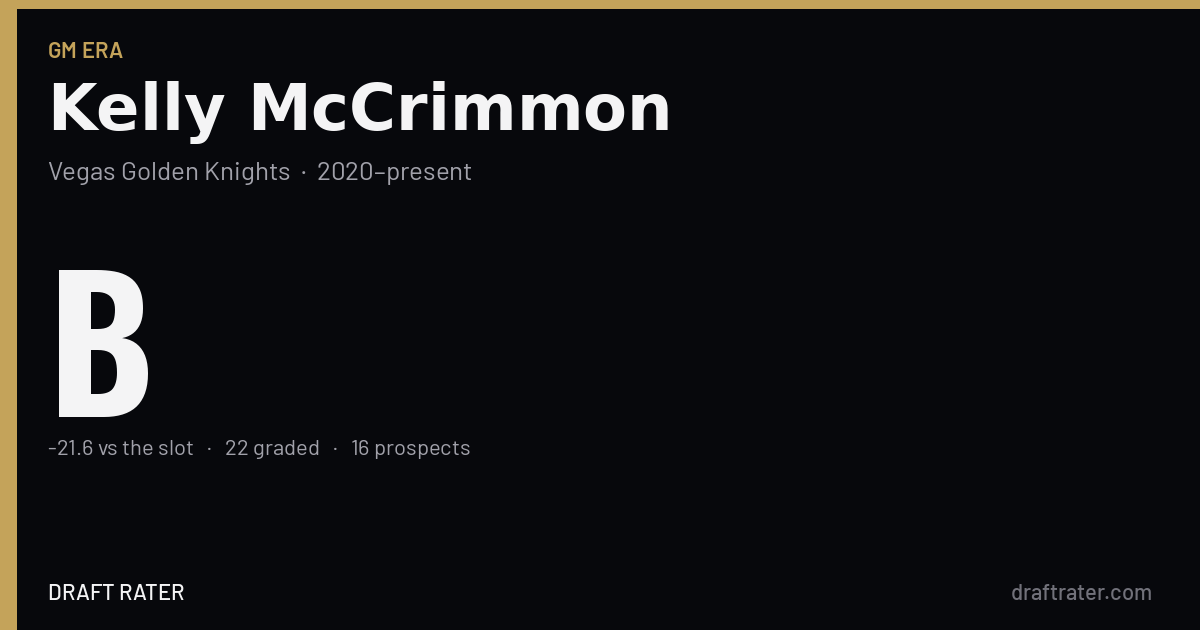 GM ERA
Kelly McCrimmon
Vegas Golden Knights · 2020–present
B
-21.6 vs the slot · 22 graded · 16 prospects
DRAFT RATER
draftrater.com